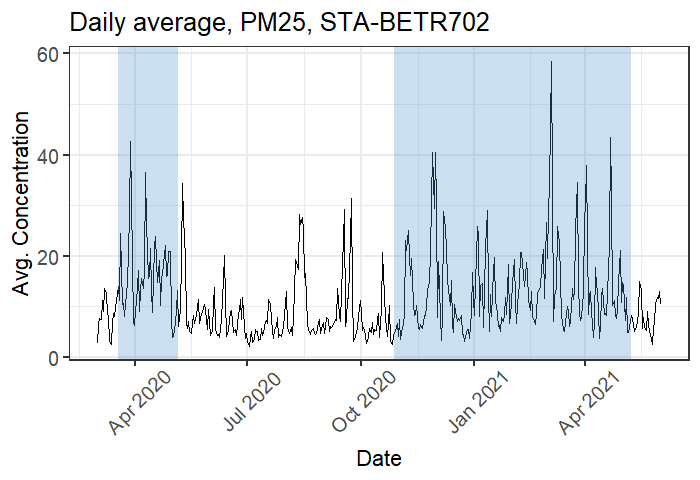 Daily average, PM25, STA-BETR702
Avg. Concentration
60
40
20
0
Apr 2020
Jul 2020
Oct 2020
Jan 2021
Apr 2021
Date